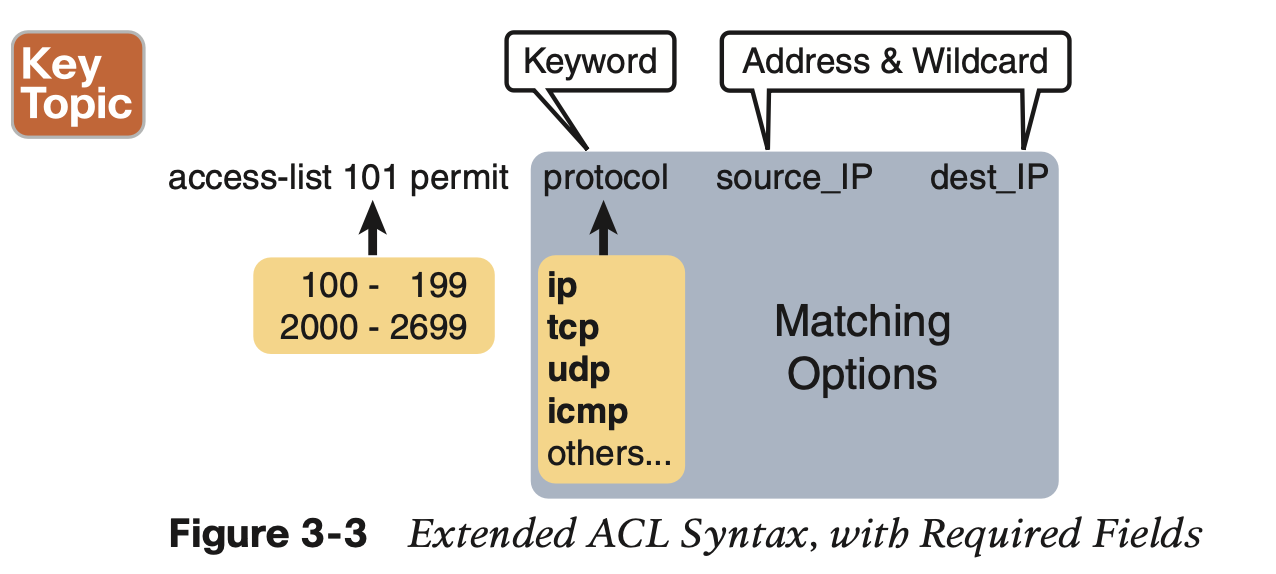 Key
Topic
Keyword
Address & Wildcard
access-list 101 permit protocol source_IP dest_IP
100 - 199
2000 - 2699
ip
tcp
udp
icmp
others...
Matching
Options
Figure 3-3 Extended ACL Syntax, with Required Fields